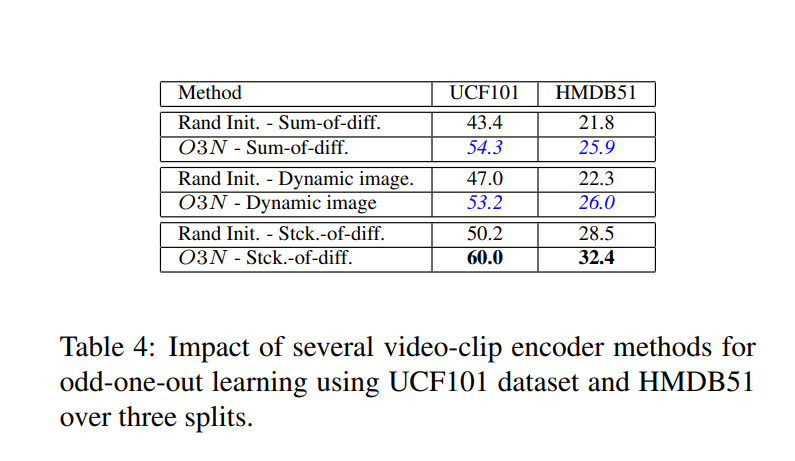 Method UCF101 HMDB51
Rand Init. - Sum-of-diff. 43.4 21.8
O3N - Sum-of-diff. 54.3 25.9
Rand Init. - Dynamic image. 47.0 22.3
O3N - Dynamic image 53.2 26.0
Rand Init. - Stck.-of-diff. 50.2 28.5
O3N - Stck.-of-diff. 60.0 32.4
Table 4: Impact of several video-clip encoder methods for
odd-one-out learning using UCF101 dataset and HMDB51
over three splits.